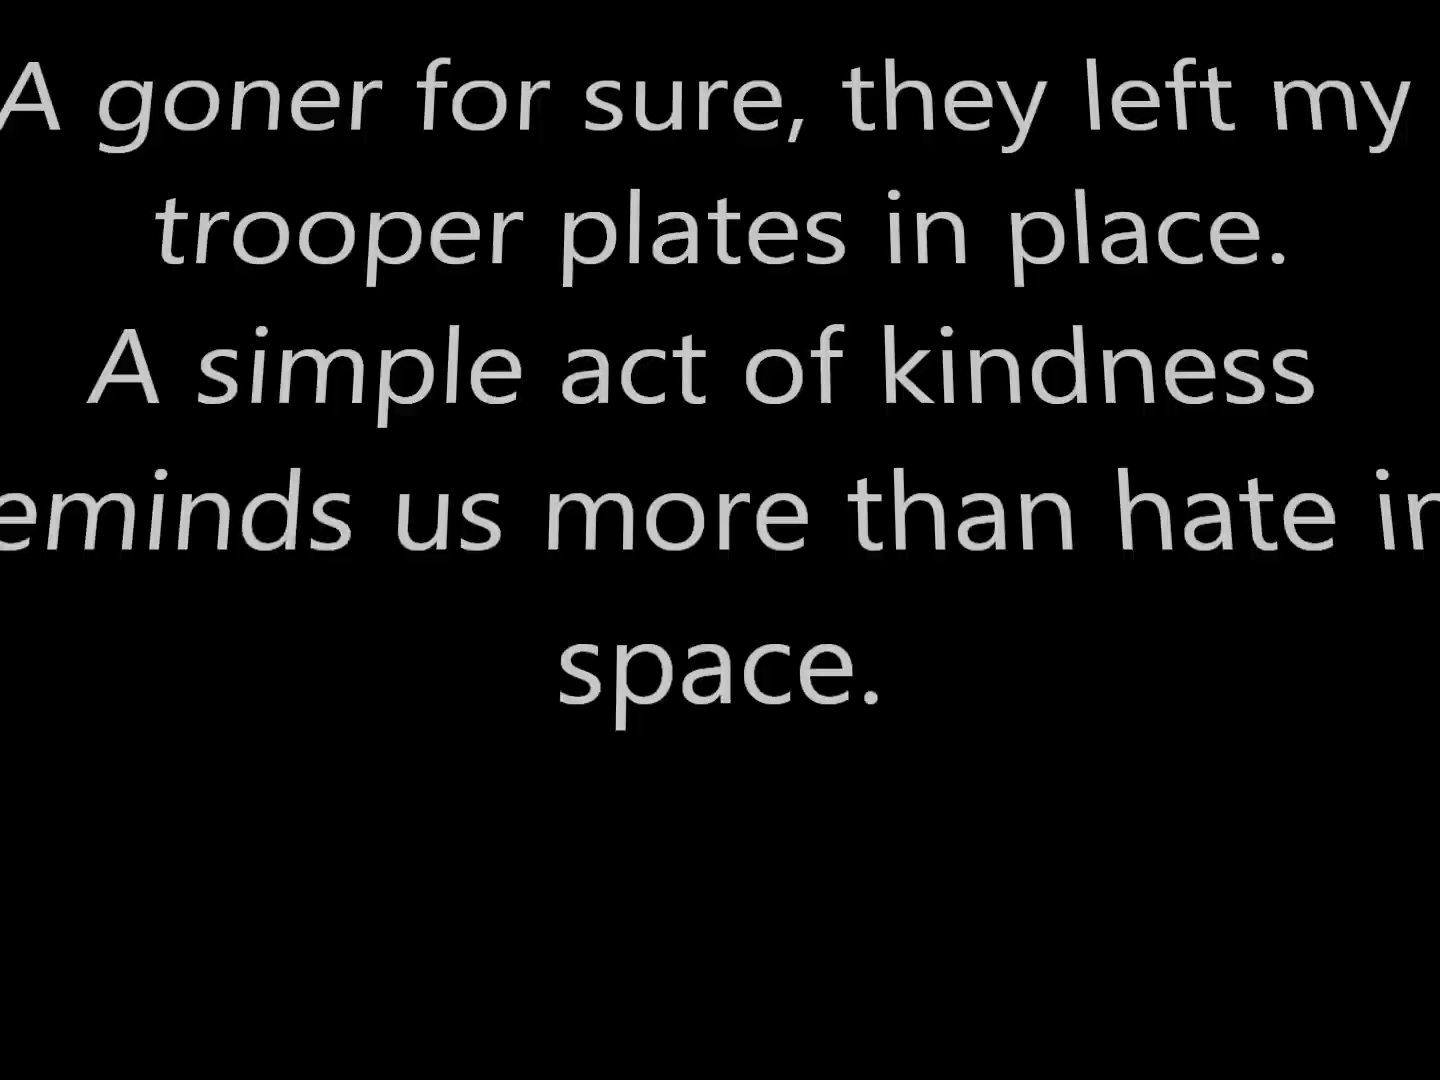 A goner for sure, they left my
trooper plates in place.
A simple act of kindness
eminds us more than hate in
space.